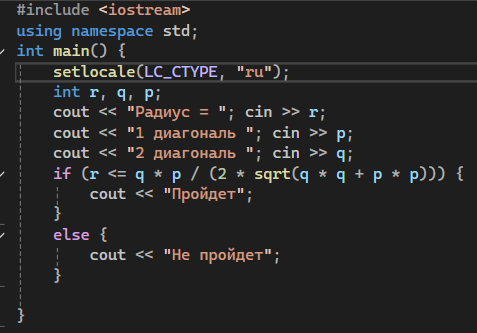 #include <iostream>
using namespace std;
int main() {
setlocale(LC_CTYPE, "ru");
int r, q, p;
cout << "Радиус = "; cin >> r;
cout << "1 диагональ "; cin >> p;
cout << "2 диагональ "; cin >> q;
if (r <= q * p / (2 * sqrt(q * q + p * p))) {
cout << "Пройдет";
}
else {
cout << "Не пройдет";
}
}